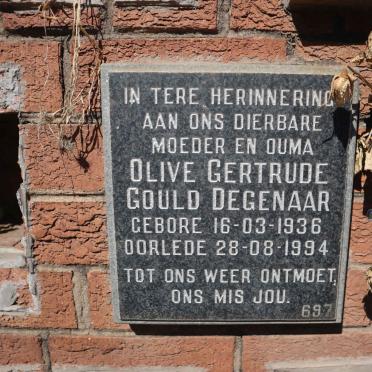 IN TERE HERINNERING
AAN ONS DIERBARE
MOEDER EN OUMA
OLIVE GERTRUDE
GOULD DEGENAAR
GEBORE 16-03-1936
OORLEDE 28-08-1994
TOT ONS WEER ONTMOET,
ONS MIS JOU.
697